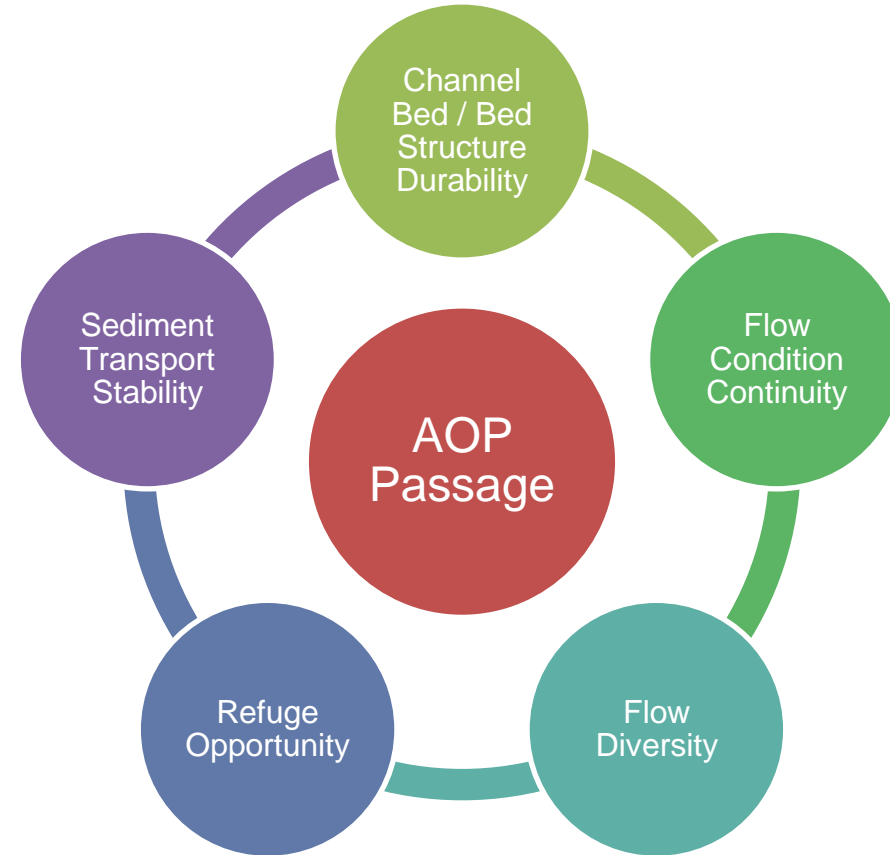 Channel
Bed / Bed
Structure
Durability
Flow
Condition
Continuity
Flow
Diversity
Refuge
Opportunity
Sediment
Transport
Stability
AOP
Passage